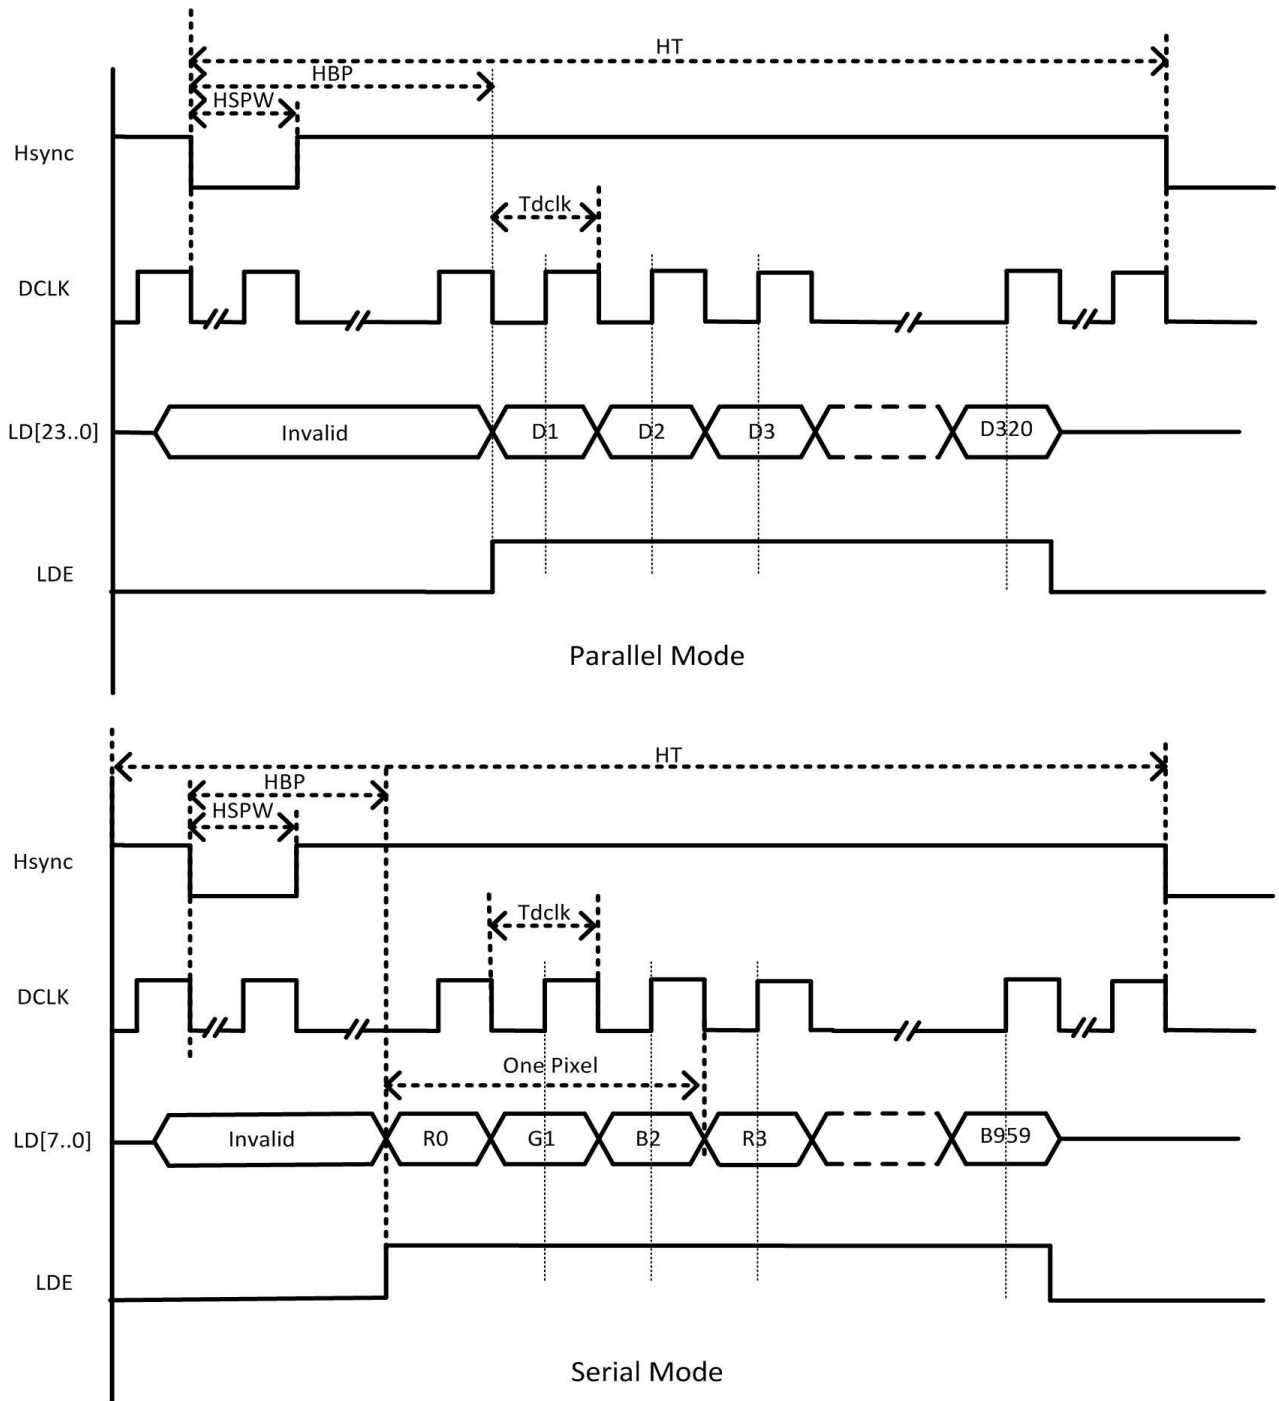 HT
HBP
HSPW
Hsync
Tdclk
DCLK
LD[23..0]
Invalid
D1
D2
D3
D320
LDE
Parallel Mode
HT
HBP
HSPW
Hsync
Tdclk
DCLK
One Pixel
LD[7..0]
Invalid
R0
G1
B2
R3
B959
LDE
Serial Mode